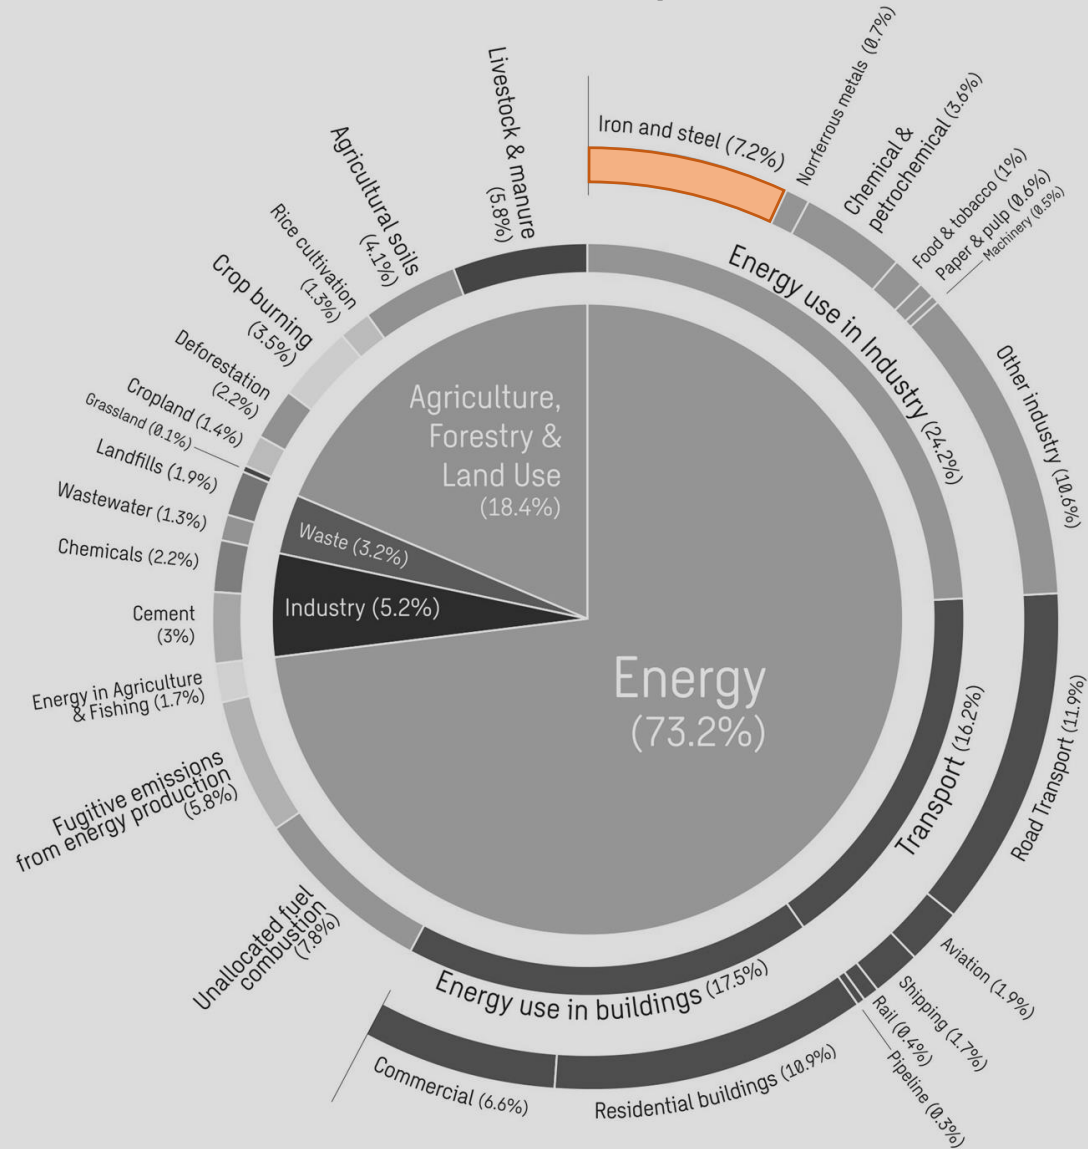 Iron and steel (7.2%)
Norrferrous metals (0.7%)
Chemical &
petrochemical (3.6%)
Food & tobacco (1%)
Paper & pulp (0.6%)
Machinery (0.5%)
Other industry (10.6%)
Energy use in Industry (24.2%)
Road Transport (11.9%)
Transport (16.2%)
Aviation (1.9%)
Shipping (1.7%)
Rail (0.4%)
Pipeline (0.3%)
Residential buildings (10.9%)
Commercial (6.6%)
Energy use in buildings (17.5%)
Unallocated fuel
combustion
(7.8%)
Fugitive emissions
from energy production
(5.8%)
Energy in Agriculture
& Fishing (1.7%)
Cement
(3%)
Chemicals (2.2%)
Wastewater (1.3%)
Landfills (1.9%)
Grassland (0.1%)
Cropland (1.4%)
Deforestation
(2.2%)
Crop burning
(3.5%)
Rice cultivation
(1.3%)
Agricultural soils
(4.1%)
Livestock & manure
(5.8%)
Agriculture,
Forestry &
Land Use
(18.4%)
Waste (3.2%)
Industry (5.2%)
Energy
(73.2%)